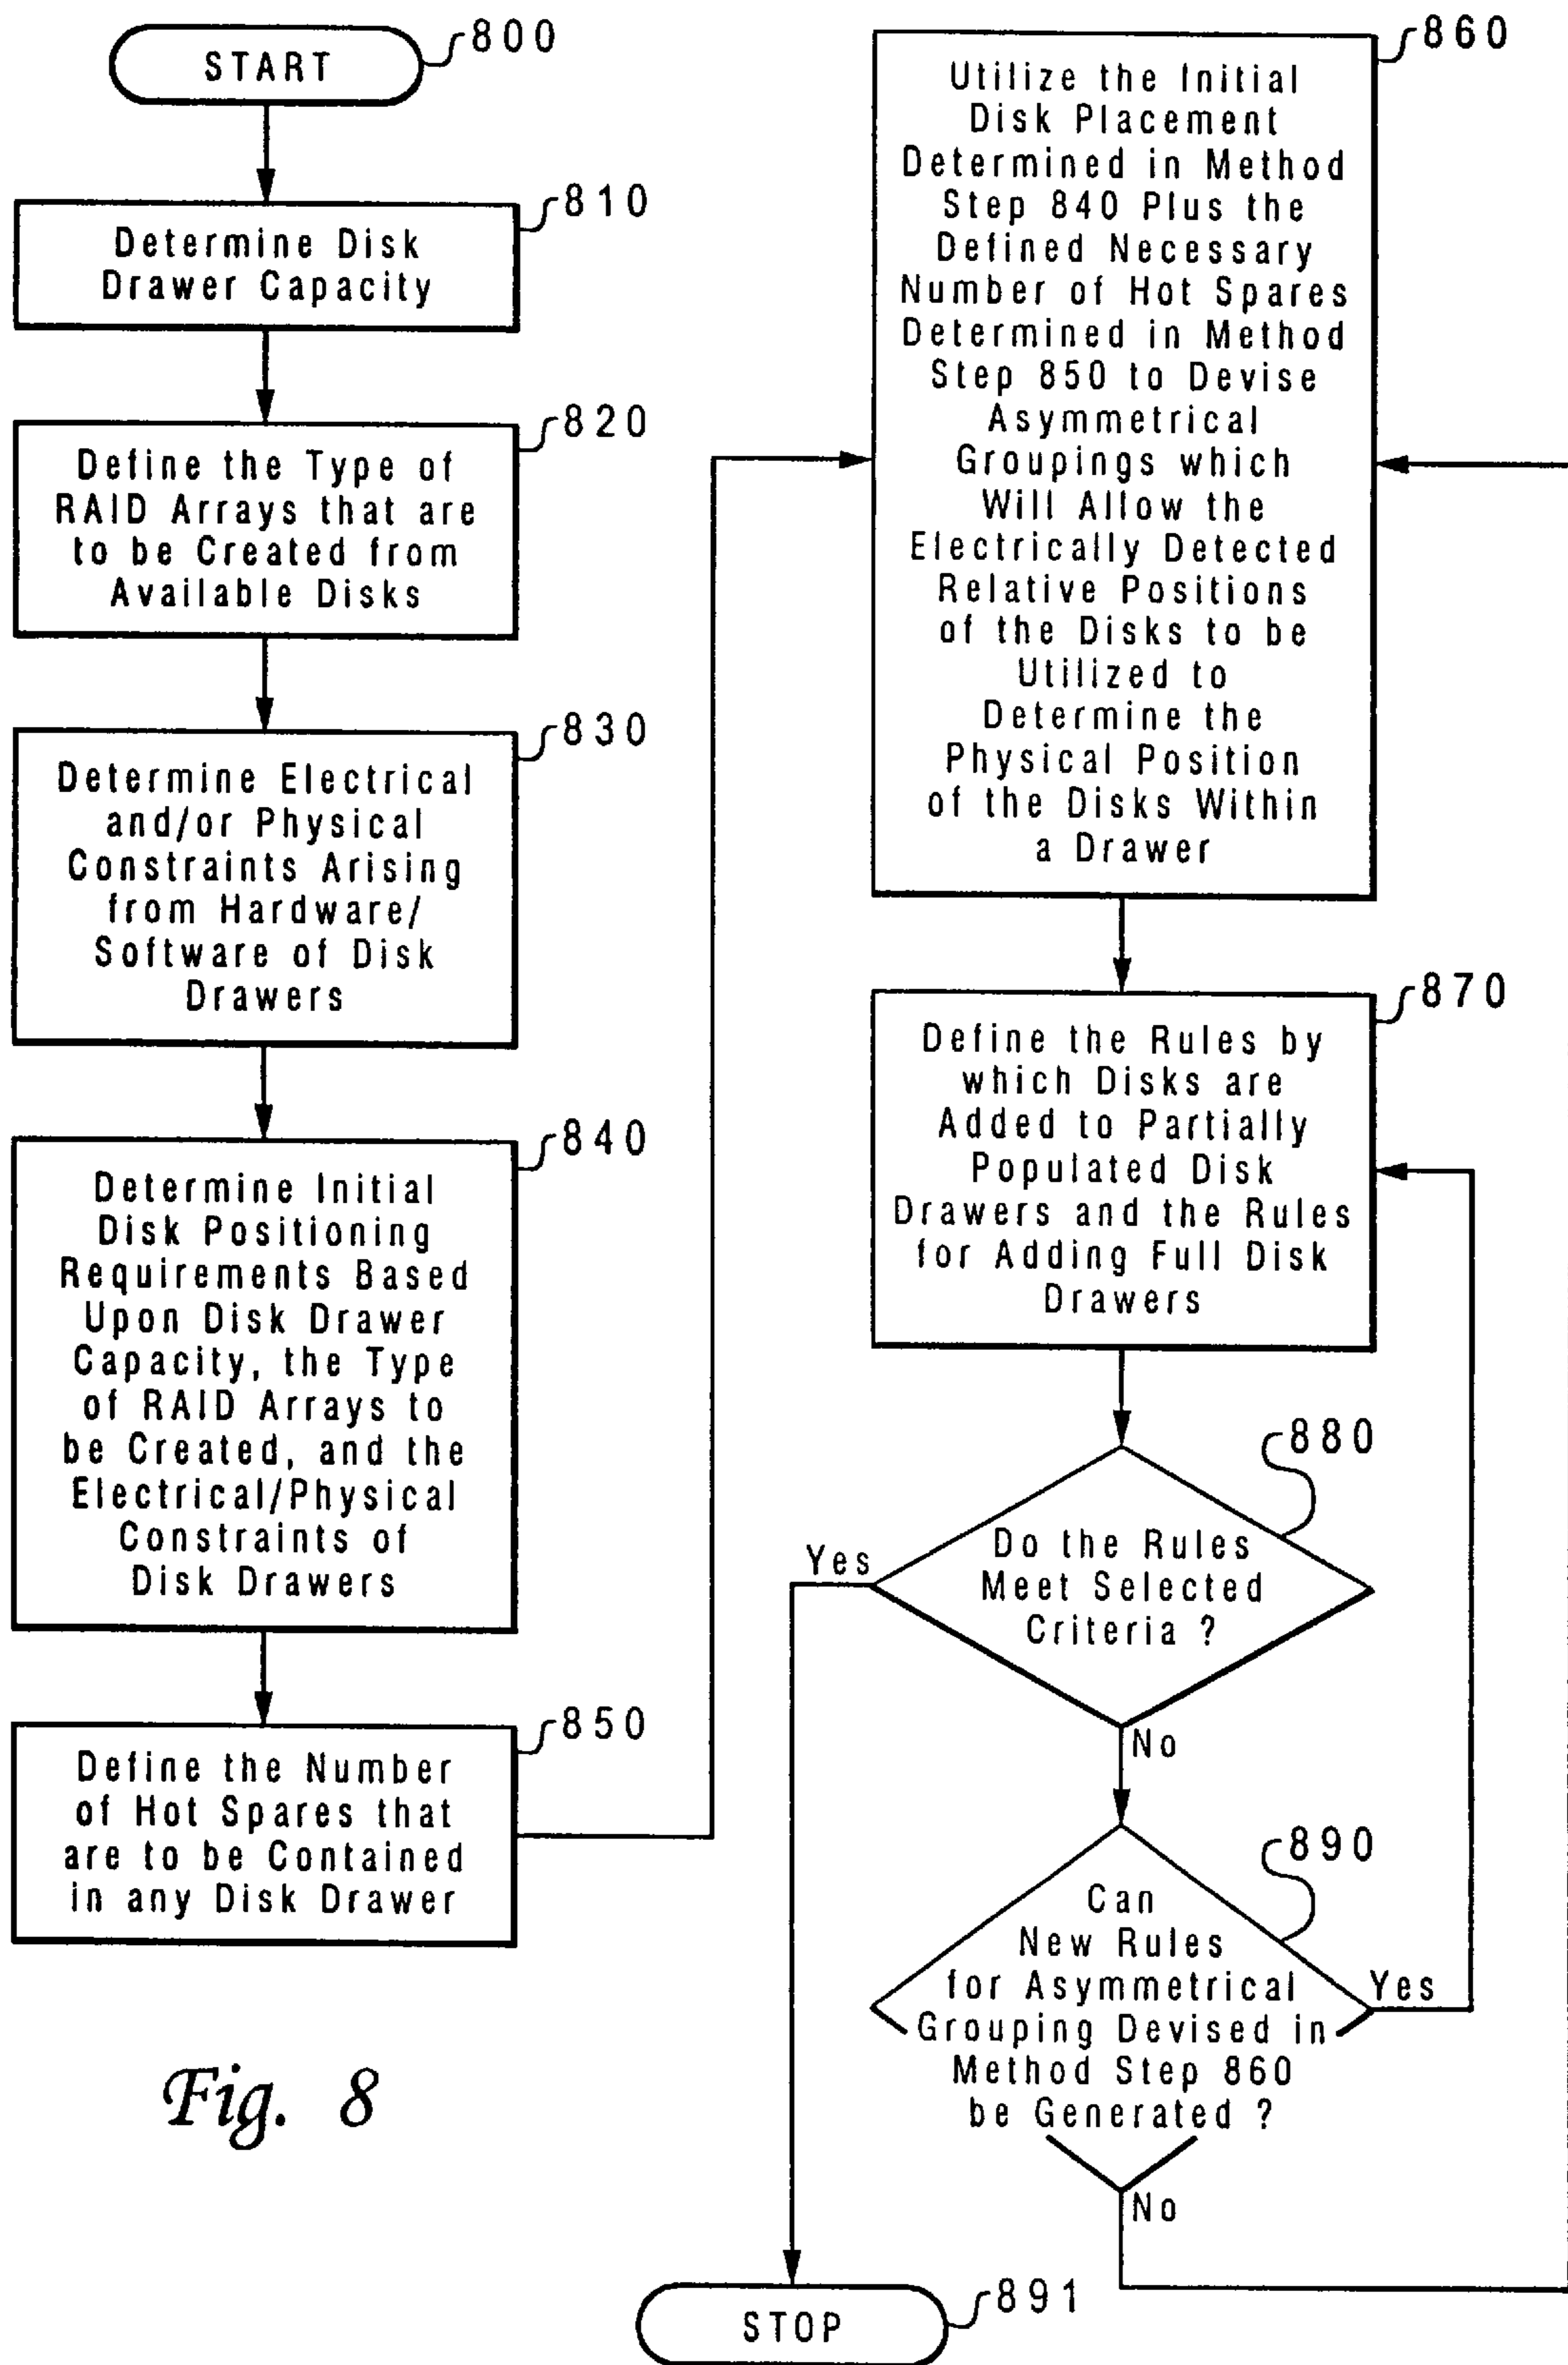 START
800
Determine Disk
Drawer Capacity
810
Define the Type of
RAID Arrays that are
to be Created from
Available Disks
820
Determine Electrical
and/or Physical
Constraints Arising
from Hardware/
Software of Disk
Drawers
830
Determine Initial
Disk Positioning
Requirements Based
Upon Disk Drawer
Capacity, the Type
of RAID Arrays to
be Created, and the
Electrical/Physical
Constraints of
Disk Drawers
840
Define the Number
of Hot Spares that
are to be Contained
in any Disk Drawer
850
Utilize the Initial
Disk Placement
Determined in Method
Step 840 Plus the
Defined Necessary
Number of Hot Spares
Determined in Method
Step 850 to Devise
Asymmetrical
Groupings which
Will Allow the
Electrically Detected
Relative Positions
of the Disks to be
Utilized to
Determine the
Physical Position
of the Disks Within
a Drawer
860
Define the Rules by
which Disks are
Added to Partially
Populated Disk
Drawers and the Rules
for Adding Full Disk
Drawers
870
Do the Rules
Meet Selected
Criteria ?
880
Yes
No
Can
New Rules
for Asymmetrical
Grouping Devised in
Method Step 860
be Generated ?
890
Yes
No
STOP
891
Fig. 8